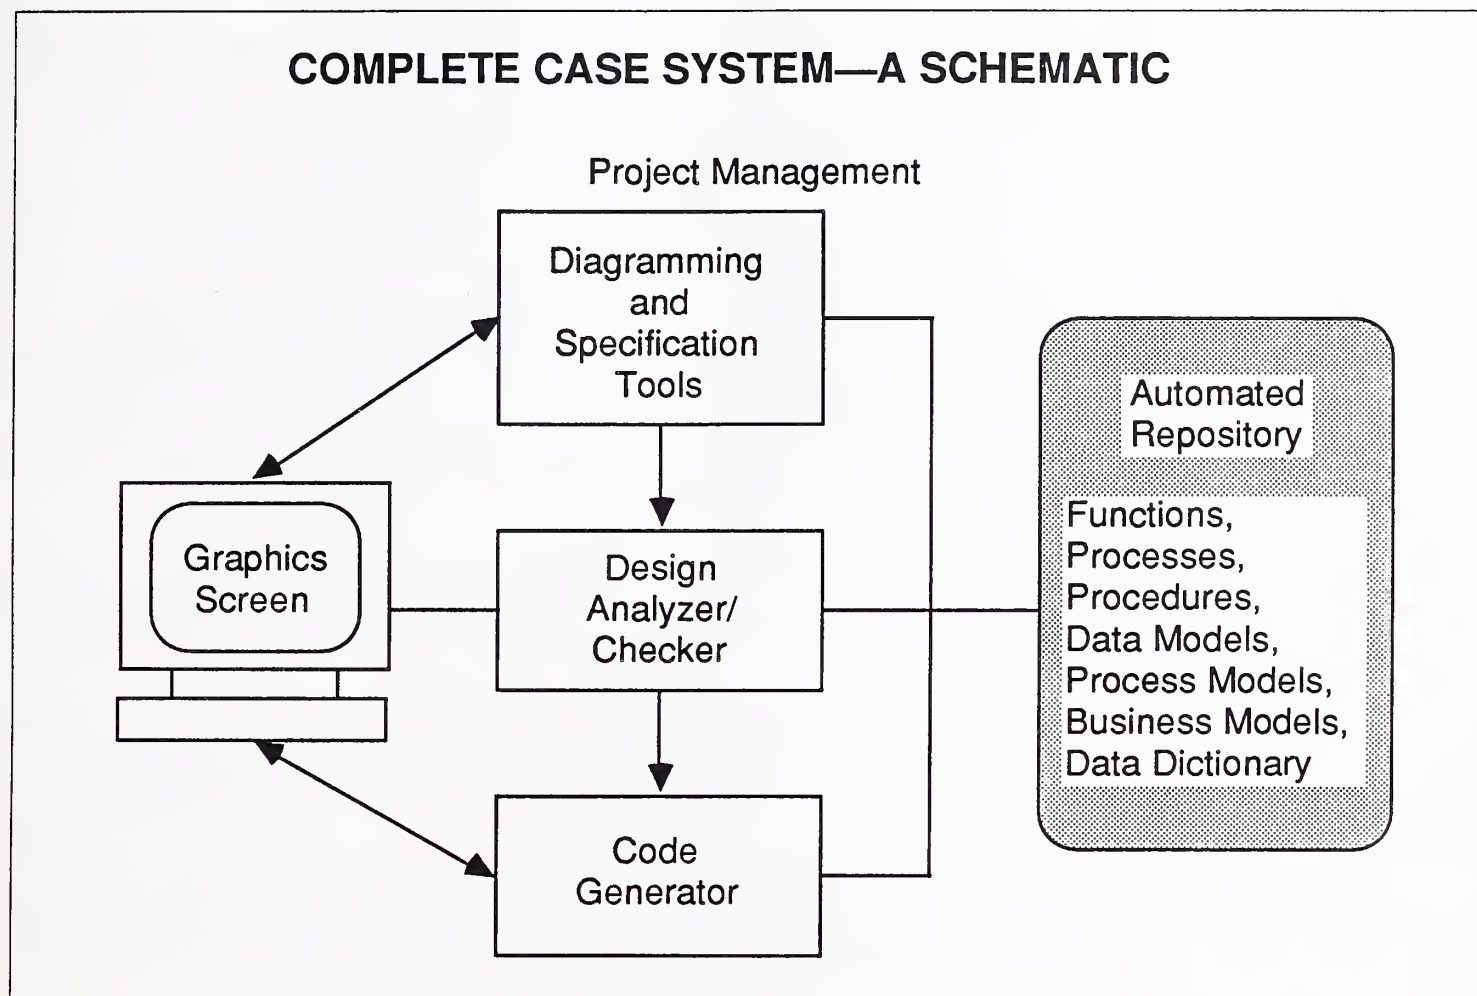 COMPLETE CASE SYSTEM—A SCHEMATIC
Project Management
Diagramming
and
Specification
Tools
Graphics
Screen
Design
Analyzer/
Checker
Code
Generator
Automated
Repository
Functions,
Processes,
Procedures,
Data Models,
Process Models,
Business Models,
Data Dictionary